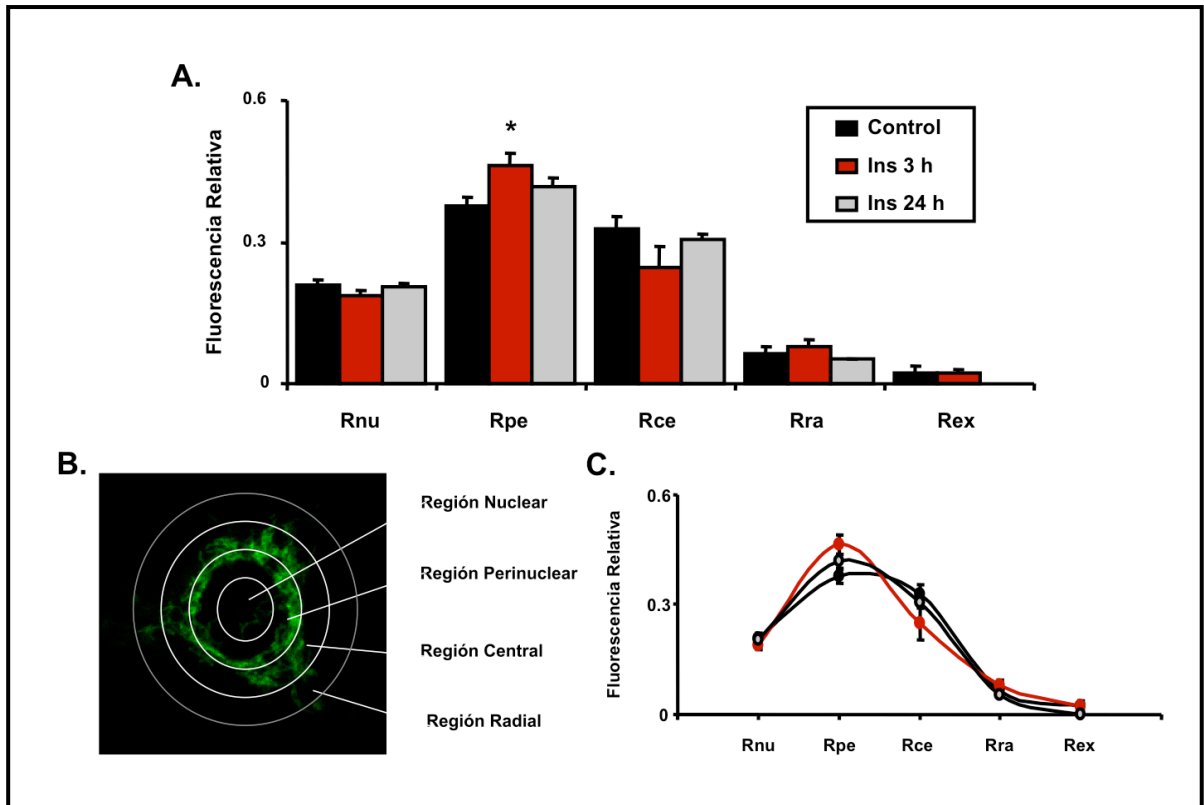 A.
Fluorescencia Relativa
0.6
0.3
0
*
Control
Ins 3 h
Ins 24 h
Rnu Rpe Rce Rra Rex
B.
Región Nuclear
Región Perinuclear
Región Central
Región Radial
C.
Fluorescencia Relativa
0.6
0.3
0
Rnu Rpe Rce Rra Rex